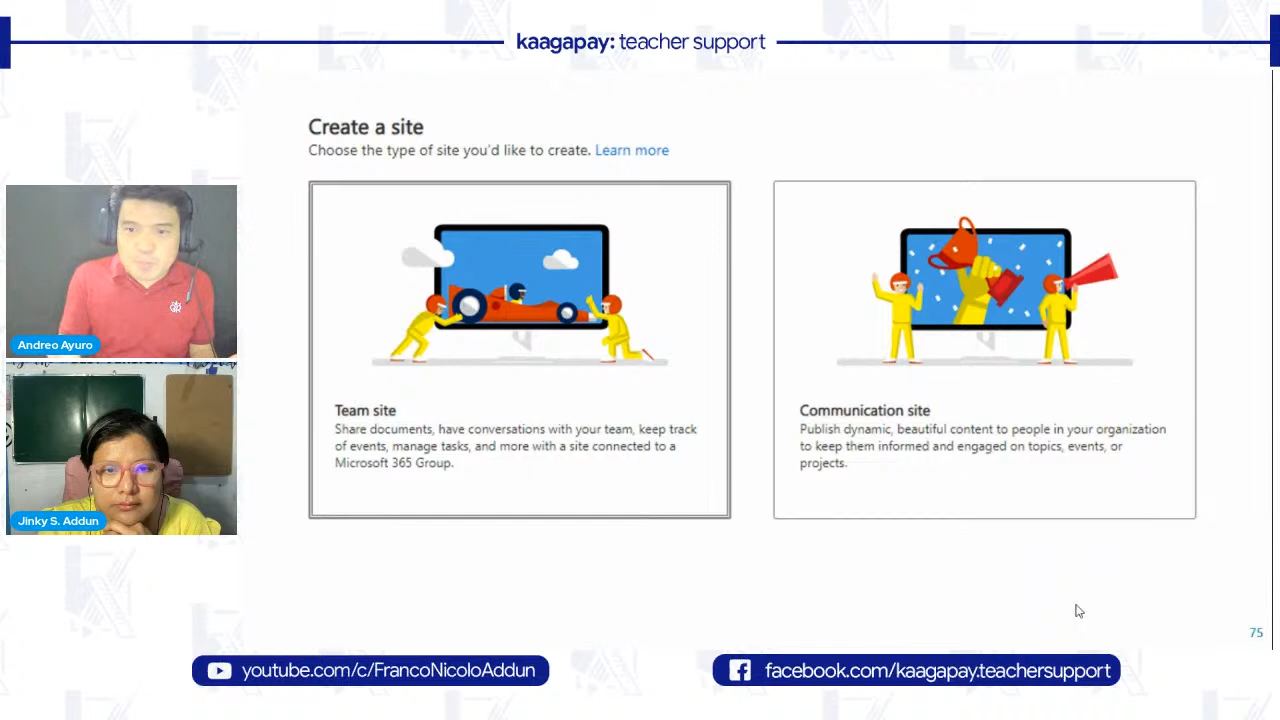 kaagapay: teacher support
Create a site
Choose the type of site you'd like to create. Learn more
Andreo Ayuro
Jinky S. Addun
Team site
Share documents, have conversations with your team, keep track
of events, manage tasks, and more with a site connected to a
Microsoft 365 Group.
Communication site
Publish dynamic, beautiful content to people in your organization
to keep them informed and engaged on topics, events, or
projects.
75
youtube.com/c/FrancoNicoloAddun
facebook.com/kaagapay.teachersupport